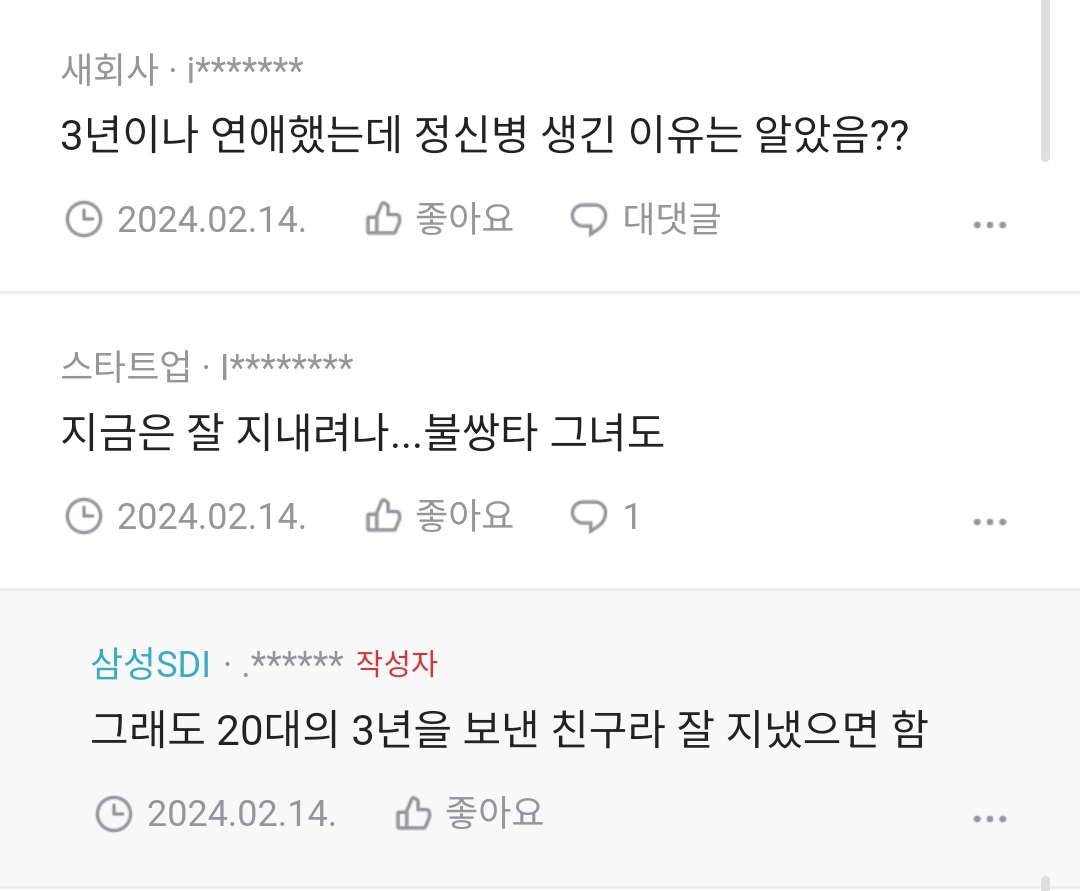 새회사 · i*******
3년이나 연애했는데 정신병 생긴 이유는 알았음??
2024.02.14. 좋아요 대댓글
스타트업 · l********
지금은 잘 지내려나...불쌍타 그녀도
2024.02.14. 좋아요 1
삼성SDI · .****** 작성자
그래도 20대의 3년을 보낸 친구라 잘 지냈으면 함
2024.02.14. 좋아요